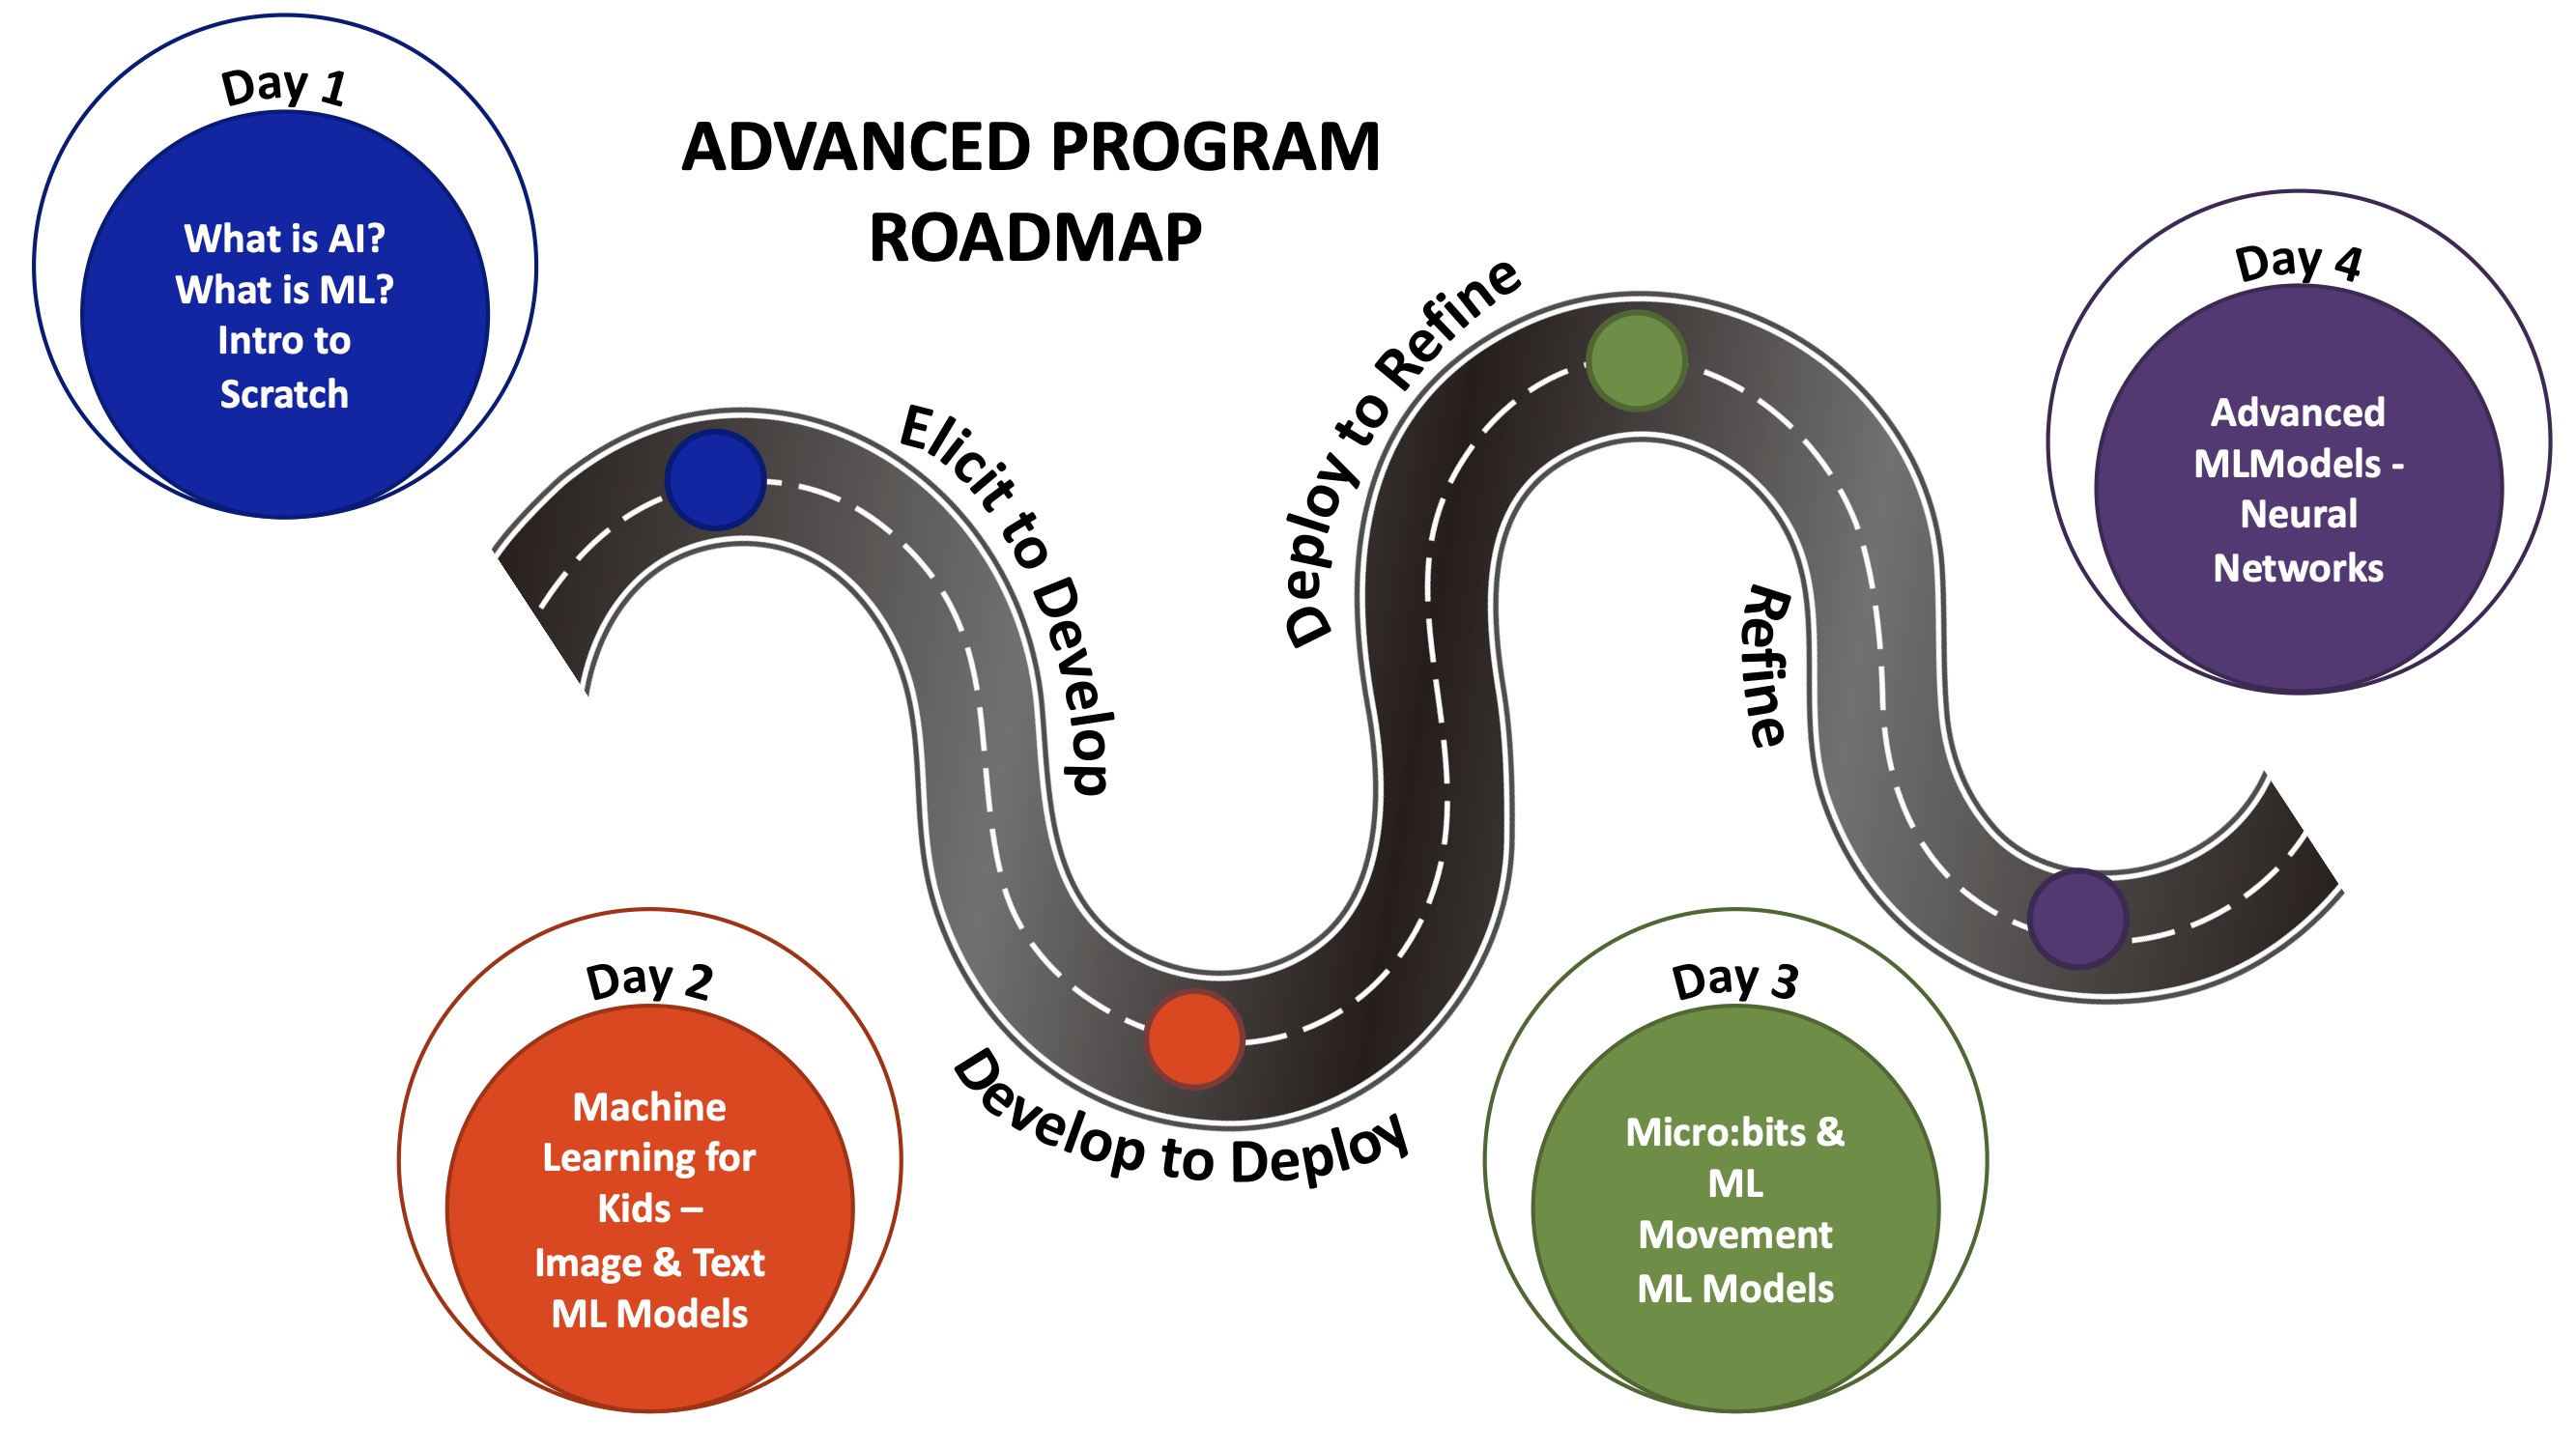 Day 1
What is AI?
What is ML?
Intro to
Scratch
ADVANCED PROGRAM
ROADMAP
Elicit to Develop
Day 2
Machine
Learning for
Kids –
Image & Text
ML Models
Develop to Deploy
Deploy to Refine
Day 3
Micro:bits &
ML
Movement
ML Models
Refine
Day 4
Advanced
MLModels -
Neural
Networks